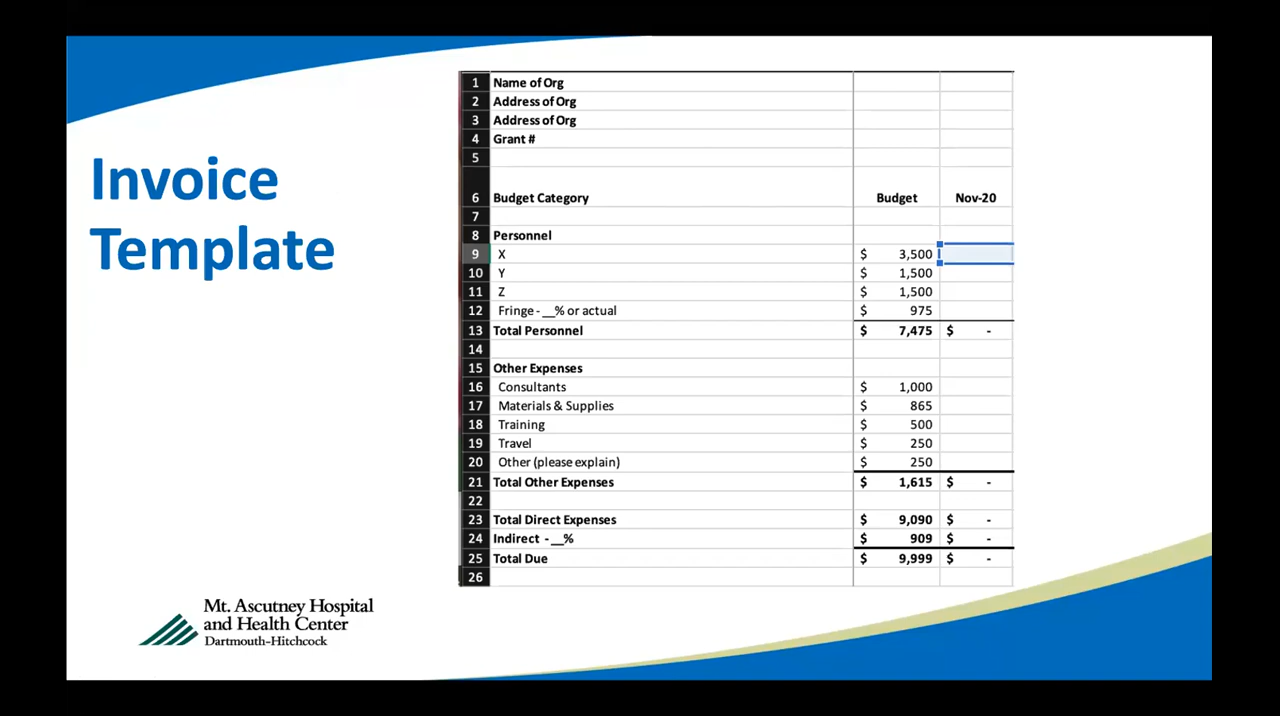 Invoice
Template
1 Name of Org
2 Address of Org
3 Address of Org
4 Grant #
5
6 Budget Category Budget Nov-20
7
8 Personnel
9 X $ 3,500
10 Y $ 1,500
11 Z $ 1,500
12 Fringe - __% or actual $ 975
13 Total Personnel $ 7,475 $ -
14
15 Other Expenses
16 Consultants $ 1,000
17 Materials & Supplies $ 865
18 Training $ 500
19 Travel $ 250
20 Other (please explain) $ 250
21 Total Other Expenses $ 1,615 $ -
22
23 Total Direct Expenses $ 9,090 $ -
24 Indirect - __% $ 909 $ -
25 Total Due $ 9,999 $ -
26
Mt. Ascutney Hospital
and Health Center
Dartmouth-Hitchcock